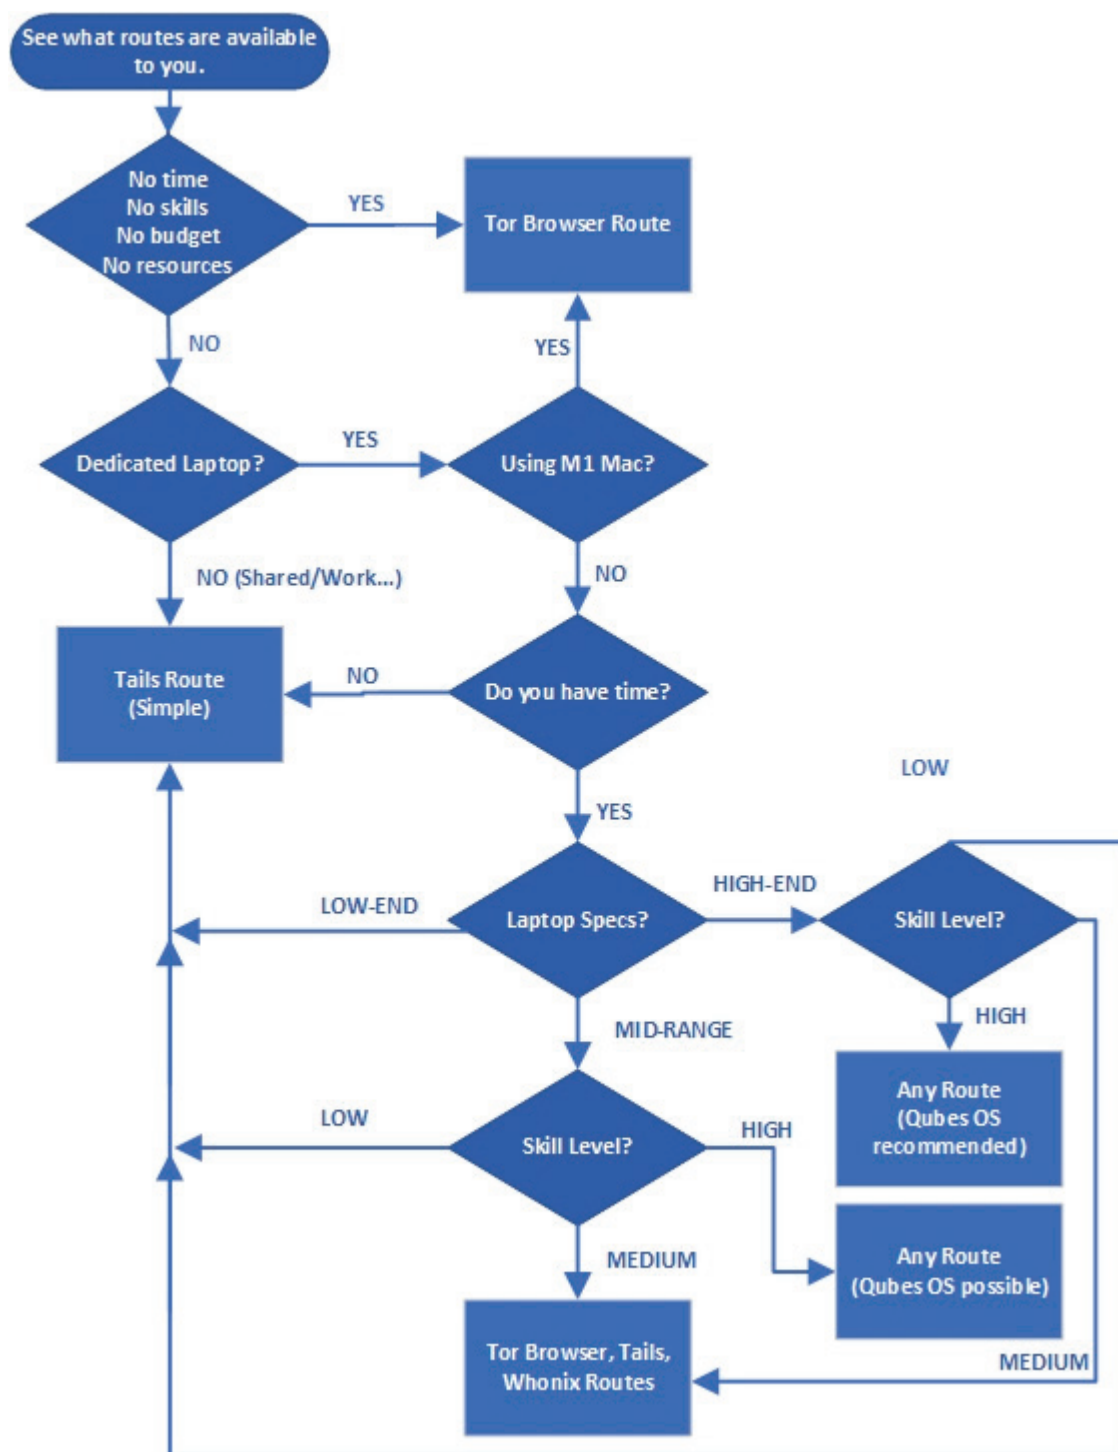 See what routes are available
to you.
No time
No skills
No budget
No resources
YES
Tor Browser Route
NO
YES
Dedicated Laptop?
YES
Using M1 Mac?
NO (Shared/Work...)
NO
Tails Route
(Simple)
NO
Do you have time?
LOW
YES
LOW-END
Laptop Specs?
HIGH-END
Skill Level?
MID-RANGE
HIGH
Any Route
(Qubes OS
recommended)
LOW
Skill Level?
HIGH
MEDIUM
Any Route
(Qubes OS possible)
Tor Browser, Tails,
Whonix Routes
MEDIUM